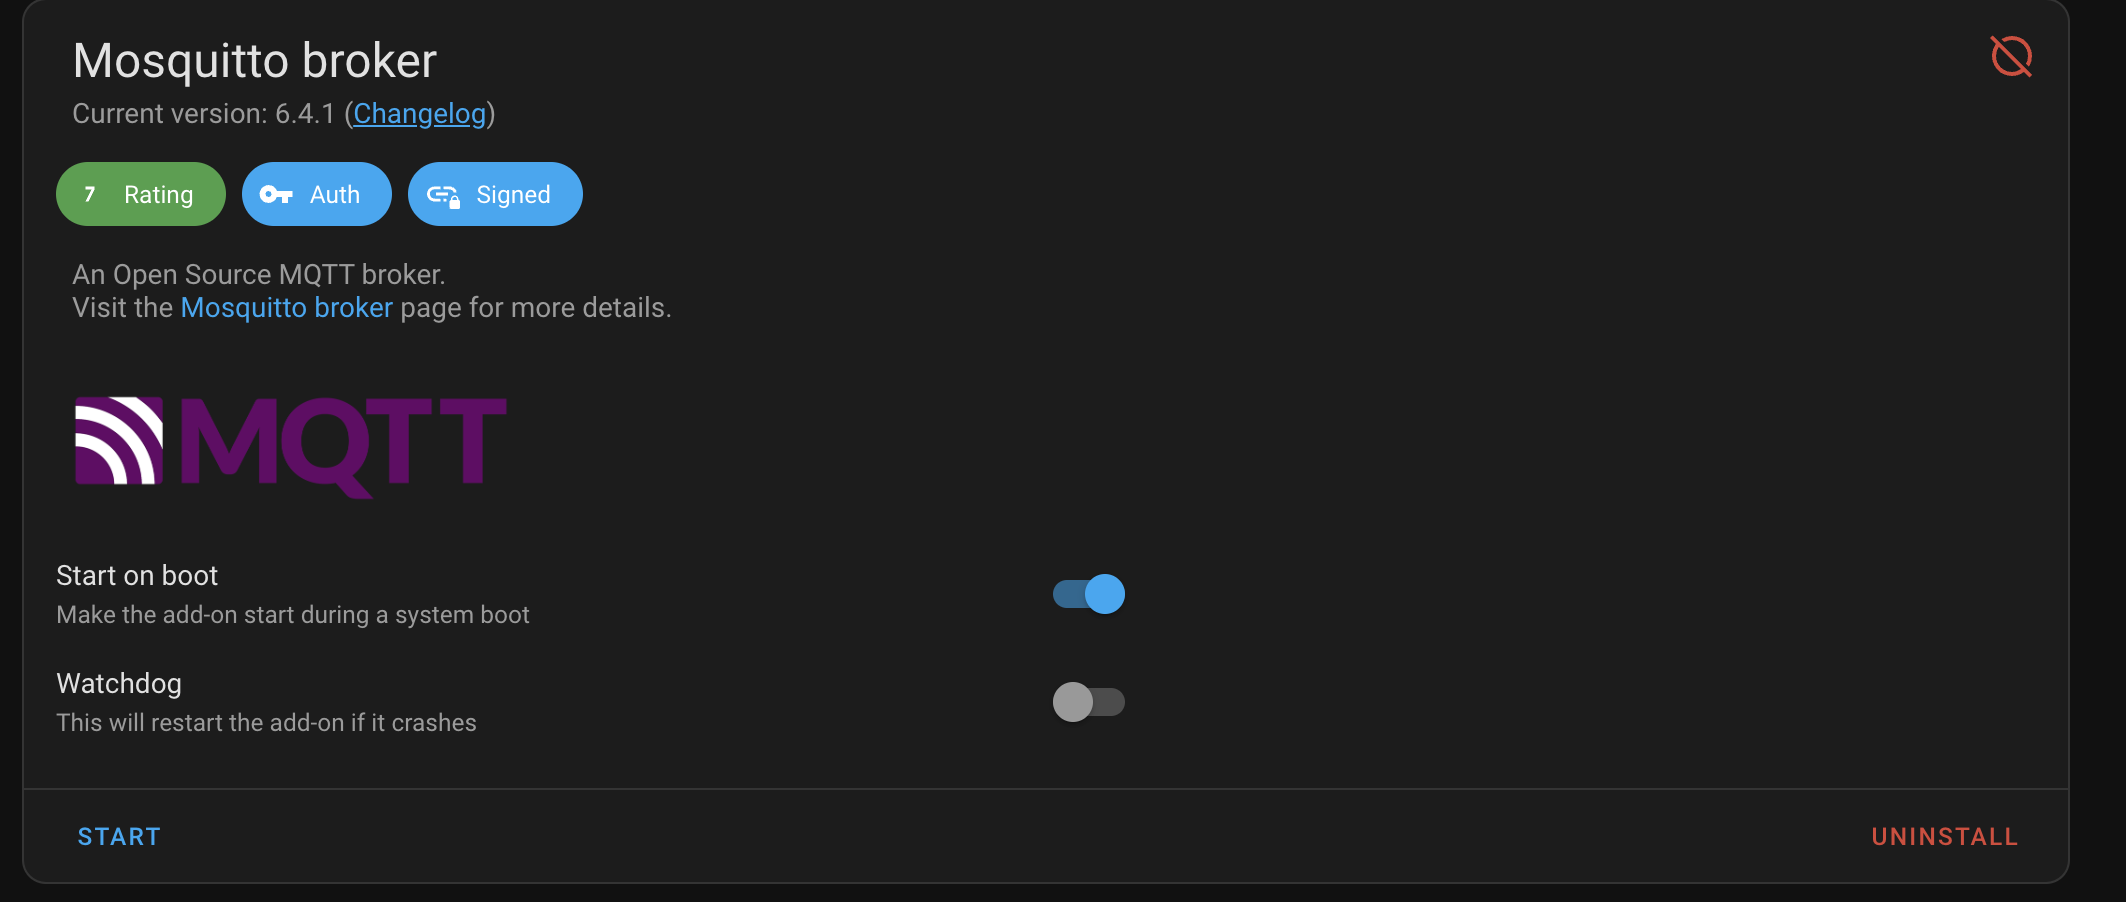 Mosquitto broker
Current version: 6.4.1 (Changelog)
7 Rating Auth Signed
An Open Source MQTT broker.
Visit the Mosquitto broker page for more details.
MQTT
Start on boot
Make the add-on start during a system boot
Watchdog
This will restart the add-on if it crashes
START UNINSTALL